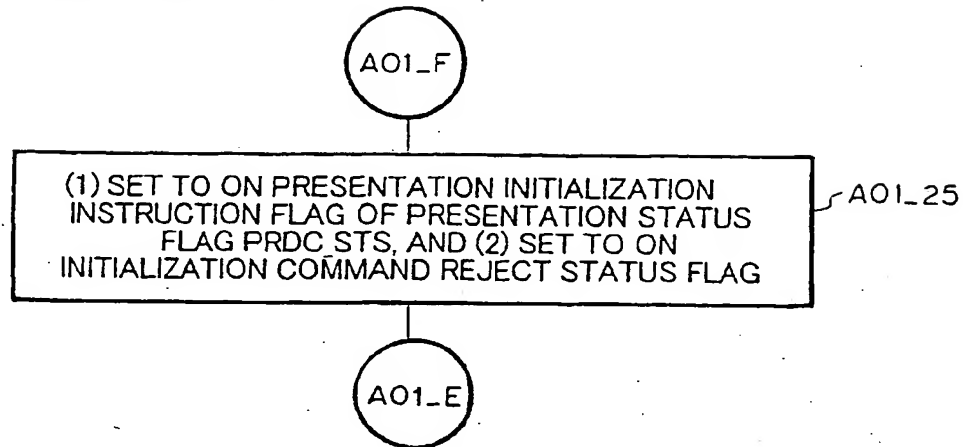 A01_F
(1) SET TO ON PRESENTATION INITIALIZATION
INSTRUCTION FLAG OF PRESENTATION STATUS
FLAG PRDC STS, AND (2) SET TO ON
INITIALIZATION COMMAND REJECT STATUS FLAG
A01_25
A01_E